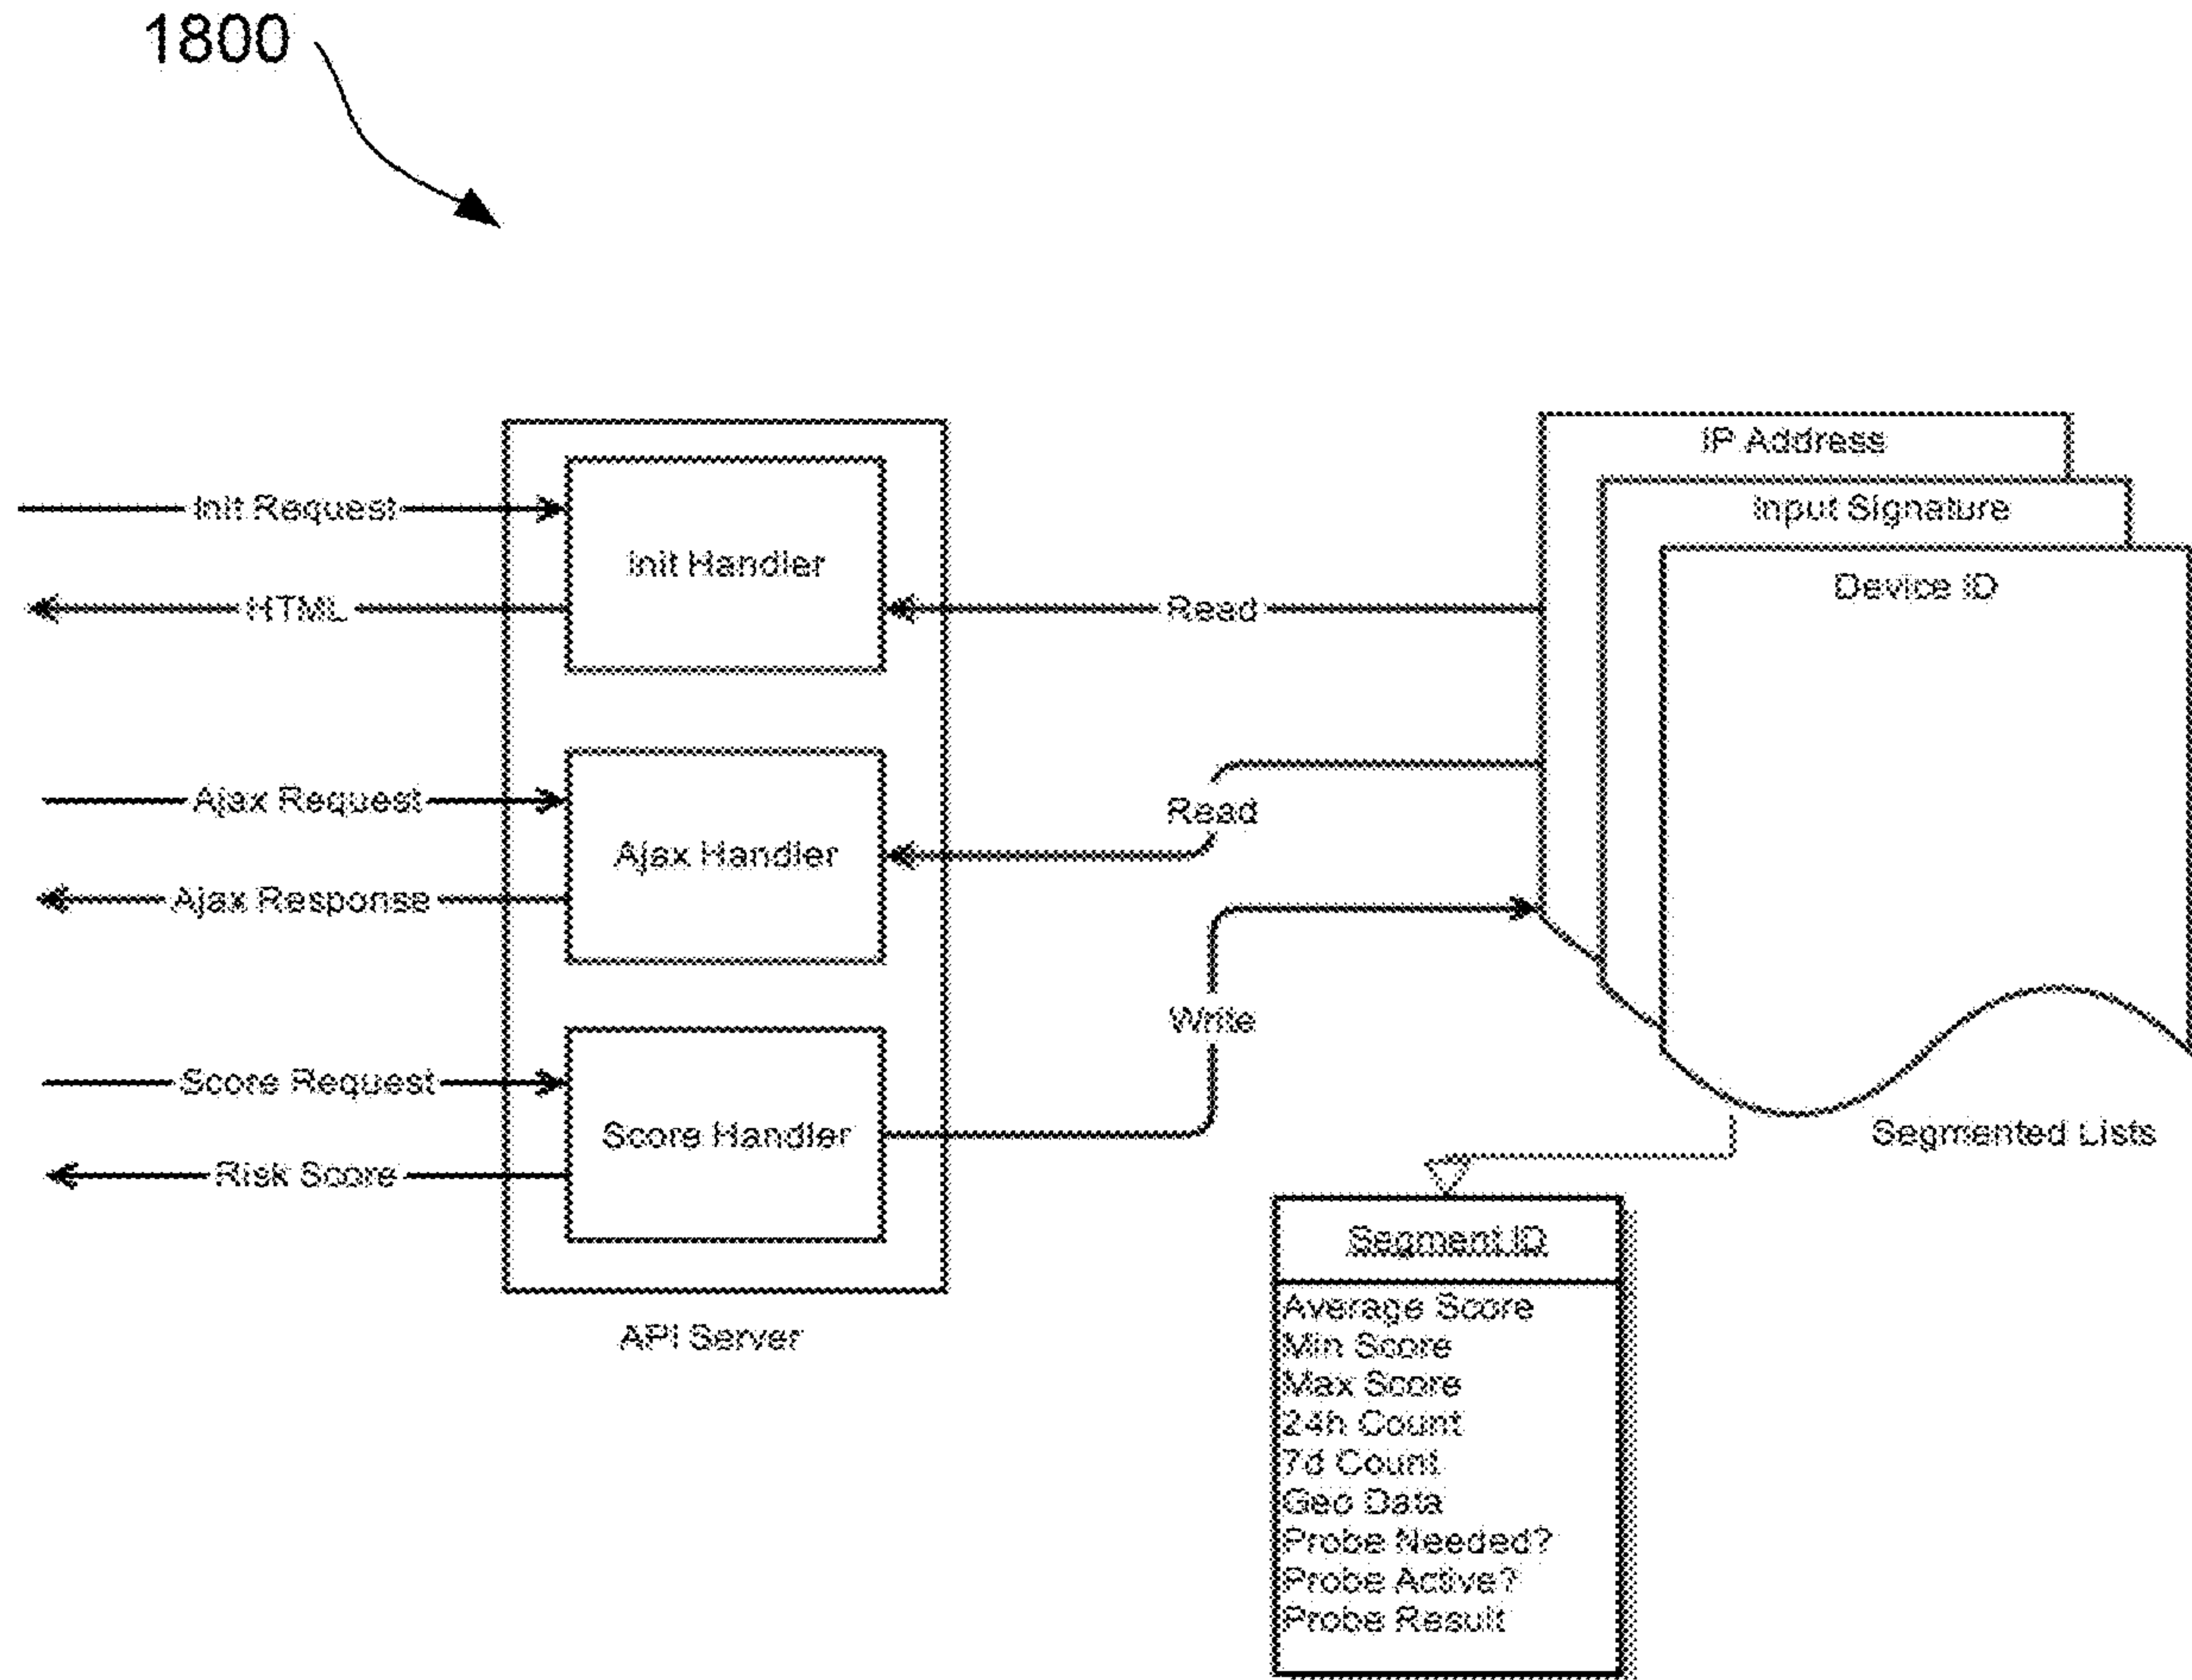 1800
IP Address
Input Signature
Device ID
Init Request
Init Handler
HTML
Read
Ajax Request
Read
Ajax Handler
Ajax Response
Write
Score Request
Score Handler
Risk Score
Segmented Lists
API Server
Segment ID
Average Score
Min Score
Max Score
24h Count
7d Count
Geo Data
Probe Needed?
Probe Active?
Probe Result